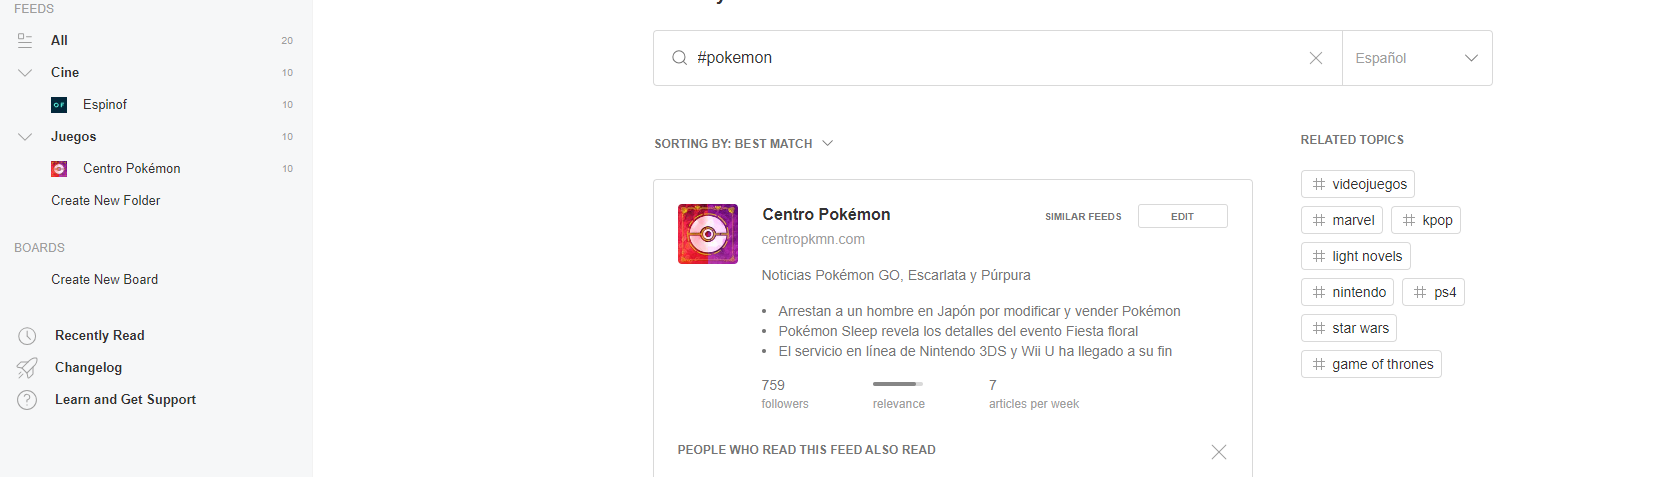 FEEDS
All 20
Cine 10
Espinof 10
Juegos 10
Centro Pokémon 10
Create New Folder
BOARDS
Create New Board
Recently Read
Changelog
Learn and Get Support
#pokemon
Español
SORTING BY: BEST MATCH
Centro Pokémon
SIMILAR FEEDS
EDIT
centropkmn.com
Noticias Pokémon GO, Escarlata y Púrpura
• Arrestan a un hombre en Japón por modificar y vender Pokémon
• Pokémon Sleep revela los detalles del evento Fiesta floral
• El servicio en línea de Nintendo 3DS y Wii U ha llegado a su fin
759 7
followers relevance articles per week
PEOPLE WHO READ THIS FEED ALSO READ
RELATED TOPICS
# videojuegos
# marvel # kpop
# light novels
# nintendo # ps4
# star wars
# game of thrones